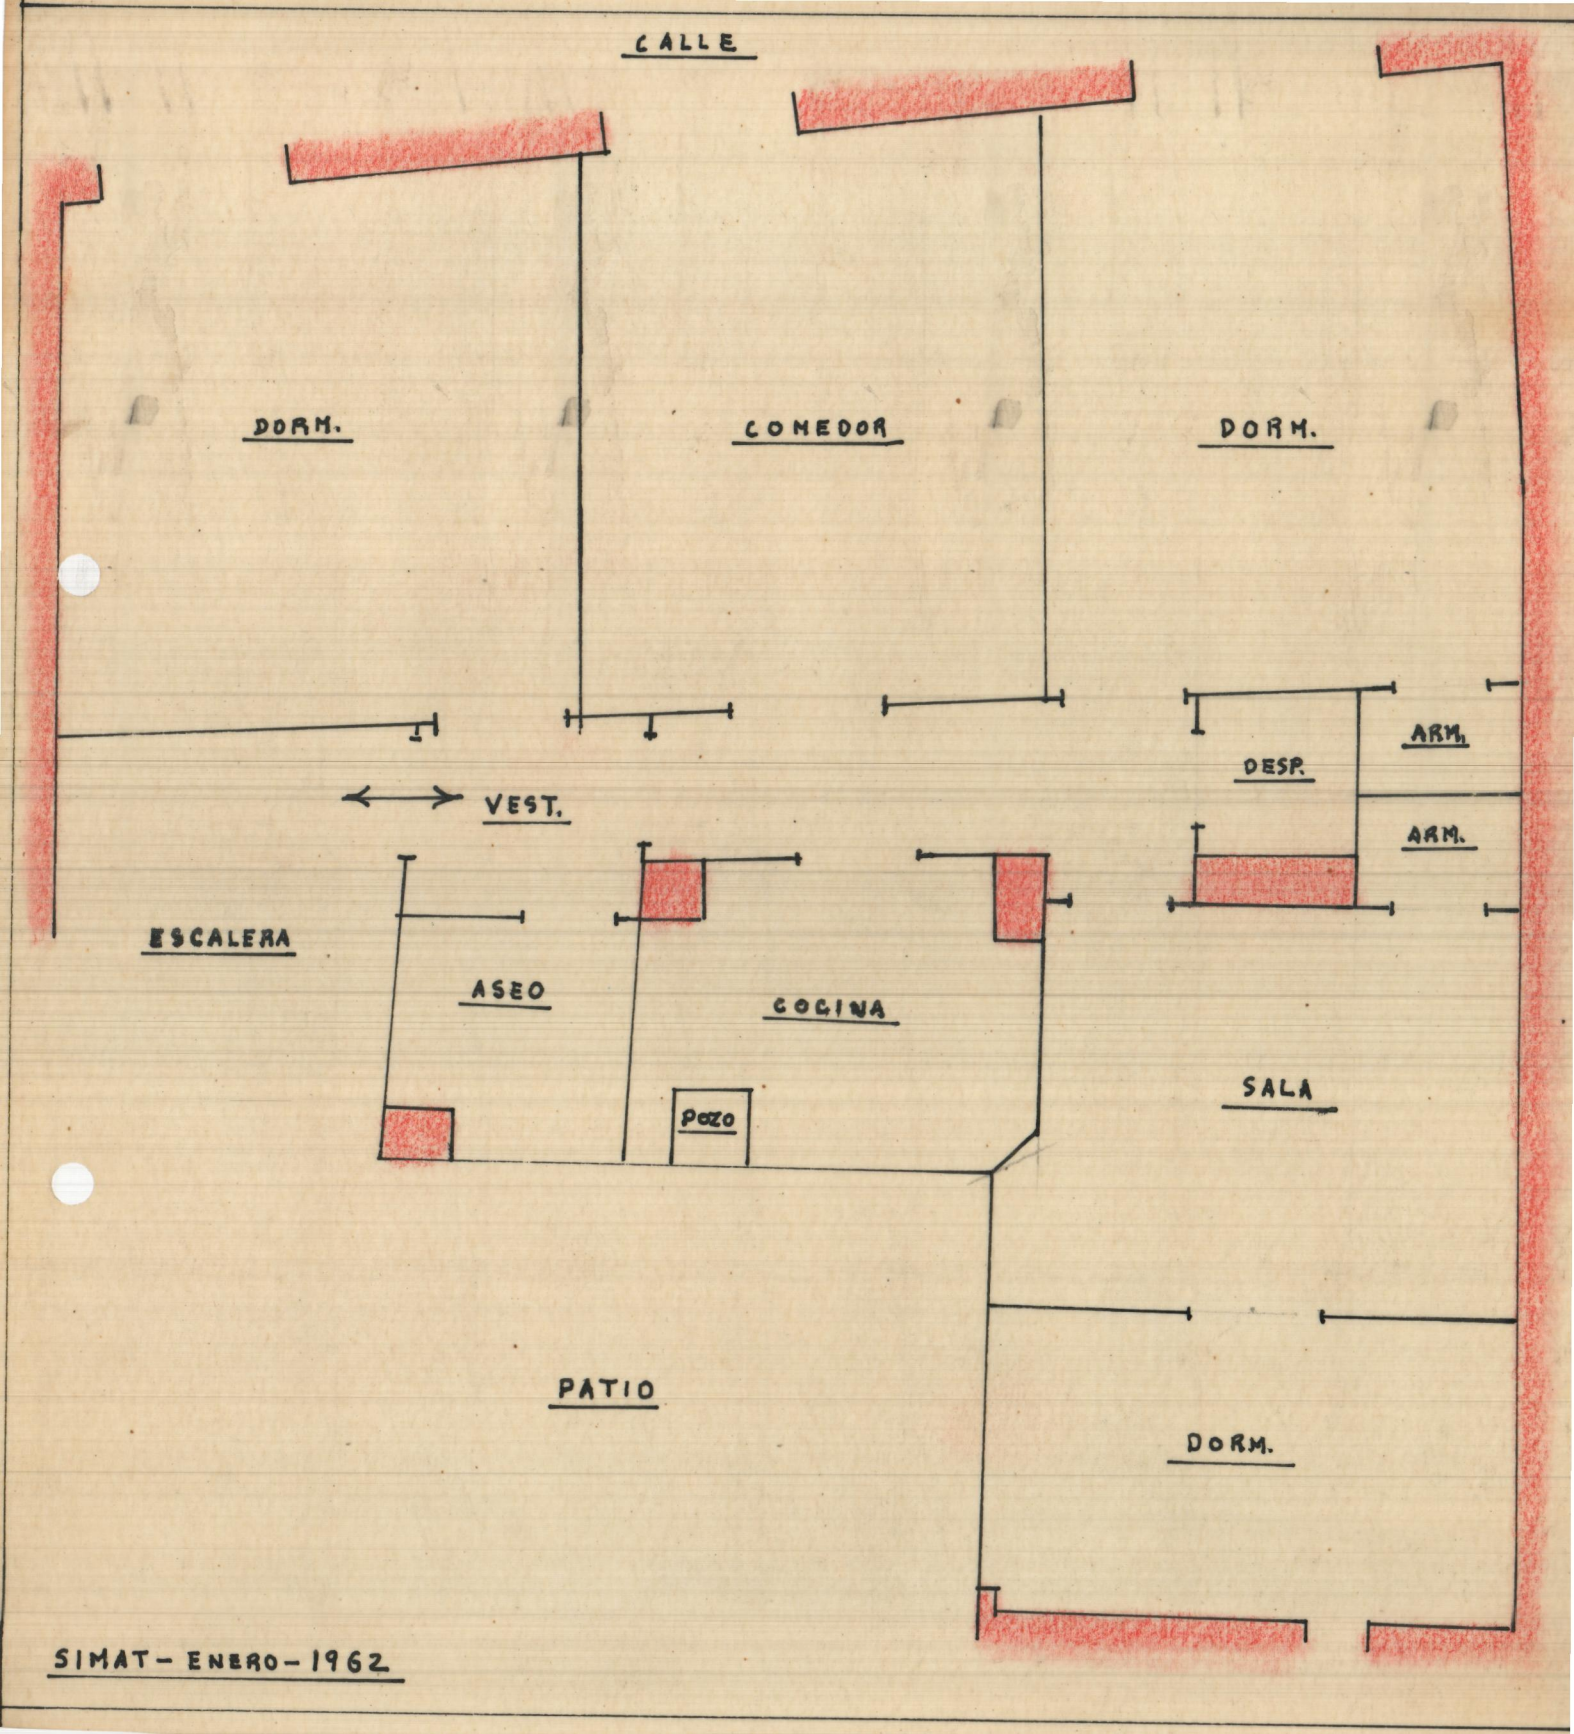 CALLE
DORM.
COMEDOR
DORM.
ARM.
DESP.
VEST.
ARM.
ESCALERA
ASEO
COCINA
SALA
POZO
PATIO
DORM.
SIMAT-ENERO-1962